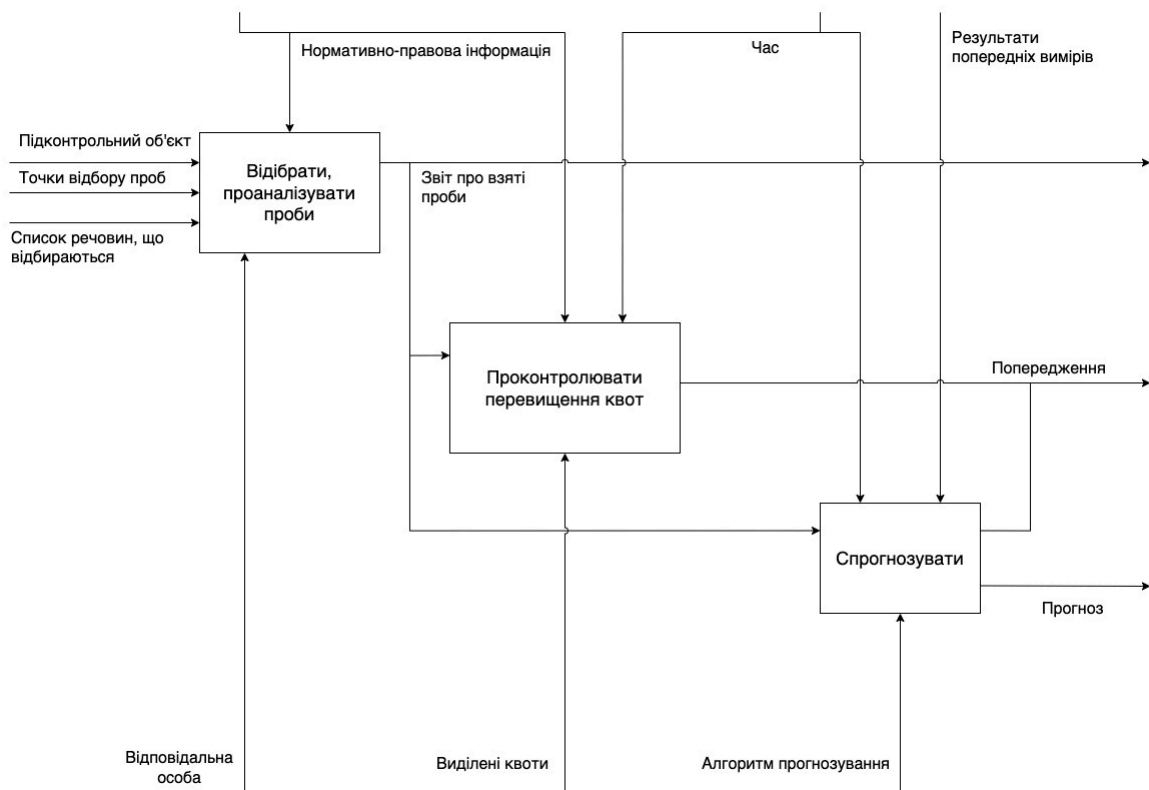 Нормативно-правова інформація
Час
Результати
попередніх вимірів
Підконтрольний об'єкт
Точки відбору проб
Список речовин, що
відбираються
Відібрати,
проаналізувати
проби
Звіт про взяті
проби
Проконтролювати
перевищення квот
Попередження
Спрогнозувати
Прогноз
Відповідальна
особа
Виділені квоти
Алгоритм прогнозування